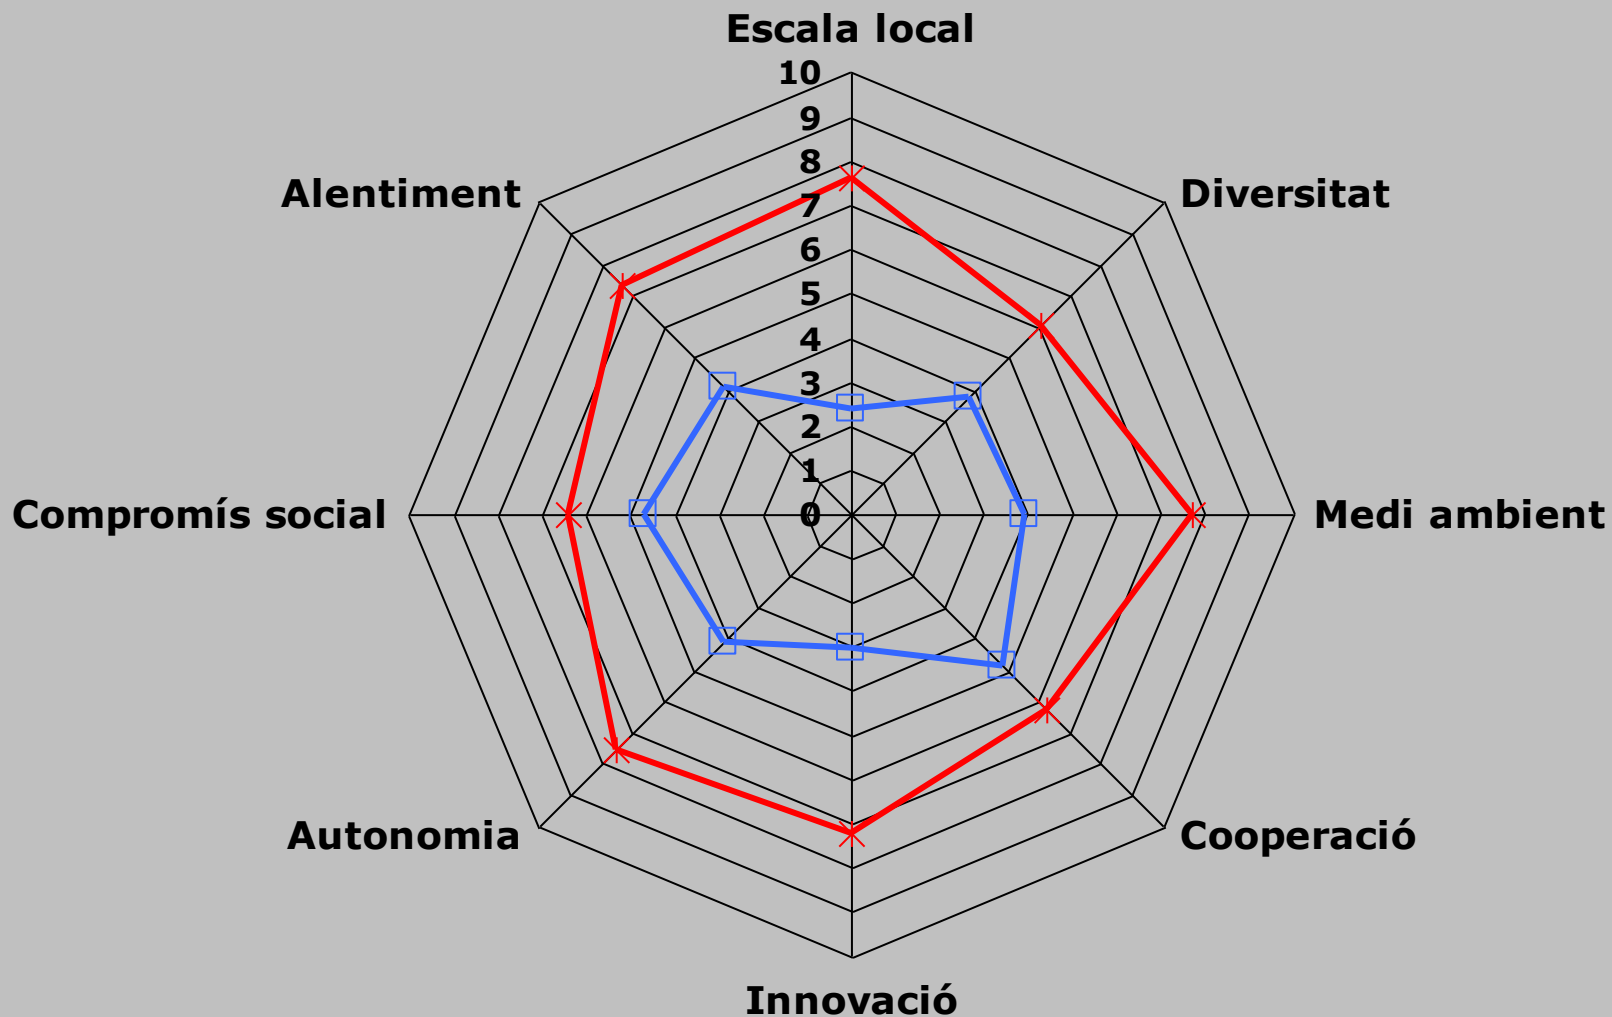 Escala local
10
9
8
7
6
5
4
3
2
1
0
Diversitat
Medi ambient
Cooperació
Innovació
Autonomia
Compromís social
Alentiment